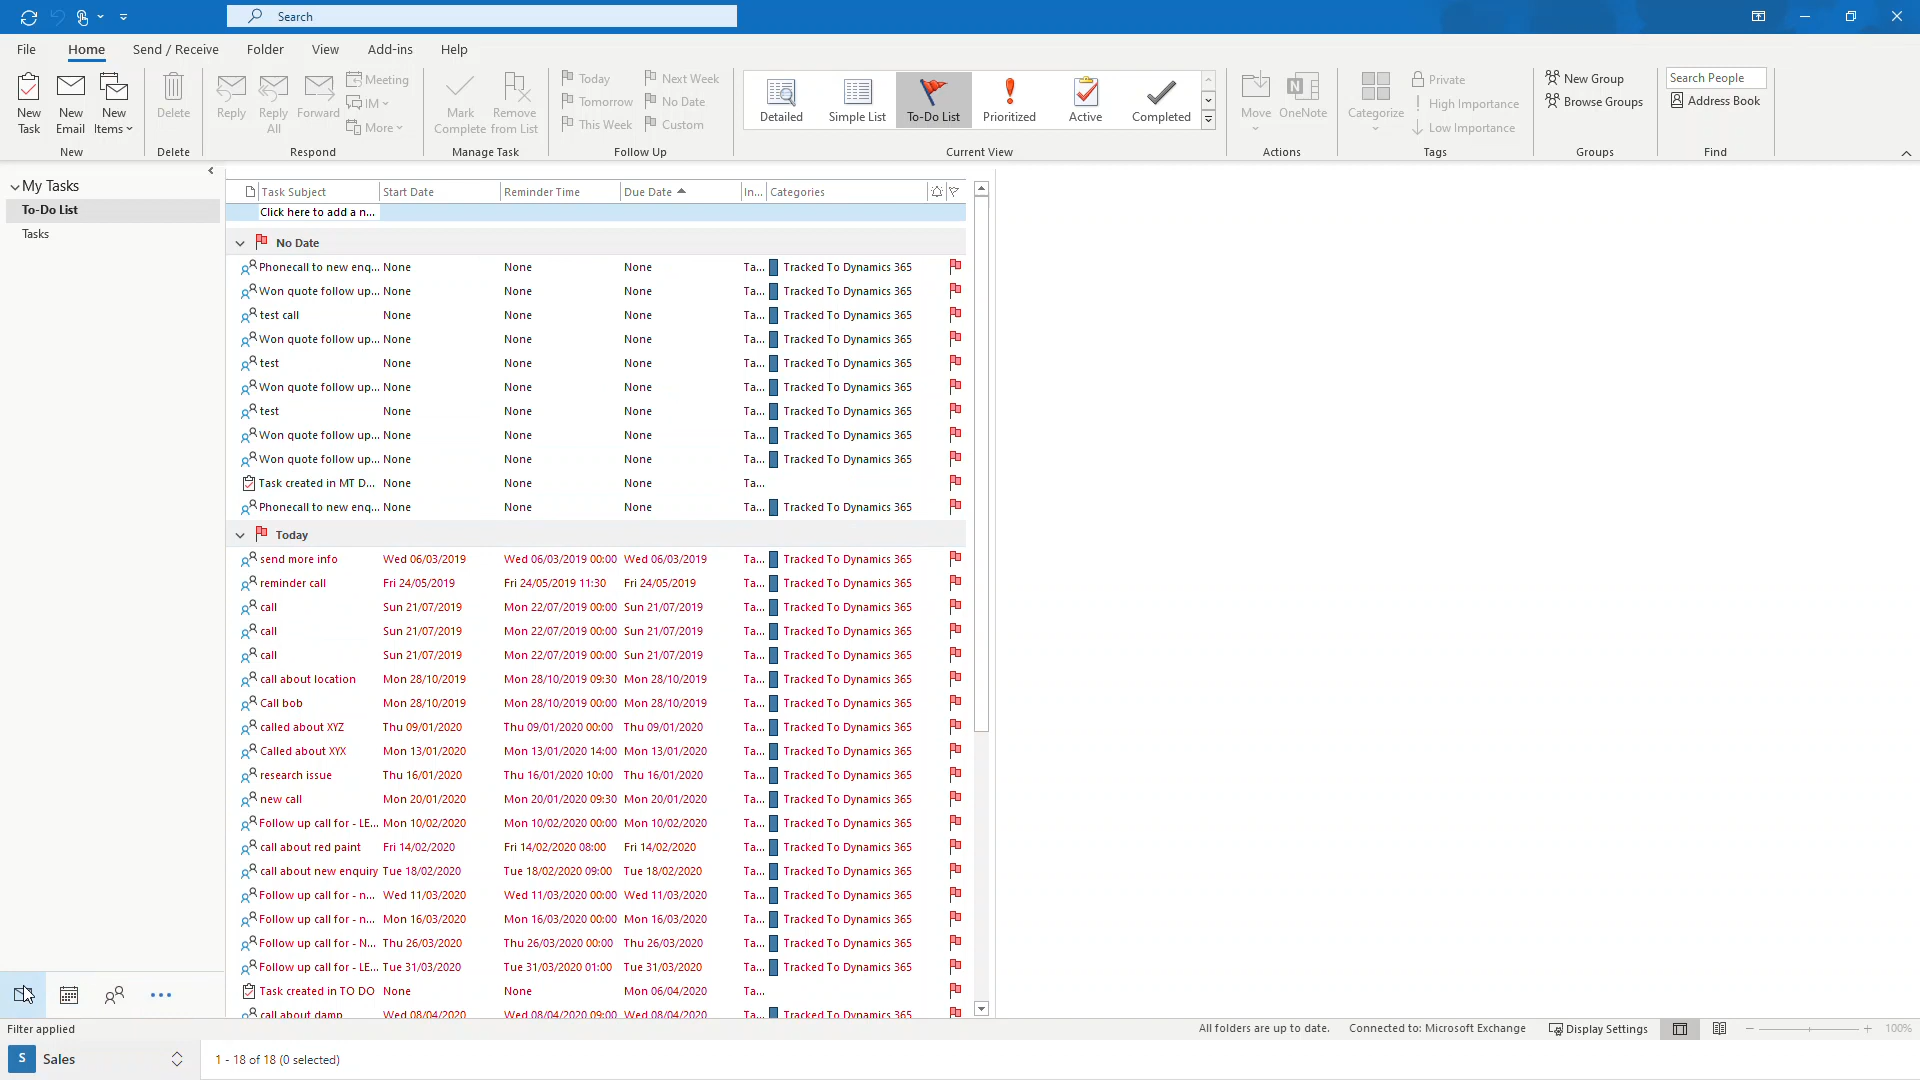 Search
File Home Send / Receive Folder View Add-ins Help
New Task
New Email
New Items
New
Delete
Delete
Reply
Reply All
Forward
Meeting
IM
More
Respond
Mark Complete
Remove from List
Manage Task
Today
Tomorrow
This Week
Next Week
No Date
Custom
Follow Up
Detailed
Simple List
To-Do List
Prioritized
Active
Completed
Current View
Move
OneNote
Actions
Categorize
Private
High Importance
Low Importance
Tags
New Group
Browse Groups
Groups
Search People
Address Book
Find
My Tasks
To-Do List
Tasks
Task Subject Start Date Reminder Time Due Date In... Categories
Click here to add a n...
No Date
Phonecall to new enq... None None None Ta... Tracked To Dynamics 365
Won quote follow up... None None None Ta... Tracked To Dynamics 365
test call None None None Ta... Tracked To Dynamics 365
Won quote follow up... None None None Ta... Tracked To Dynamics 365
test None None None Ta... Tracked To Dynamics 365
Won quote follow up... None None None Ta... Tracked To Dynamics 365
test None None None Ta... Tracked To Dynamics 365
Won quote follow up... None None None Ta... Tracked To Dynamics 365
Won quote follow up... None None None Ta... Tracked To Dynamics 365
Task created in MT D... None None None Ta...
Phonecall to new enq... None None None Ta... Tracked To Dynamics 365
Today
send more info Wed 06/03/2019 Wed 06/03/2019 00:00 Wed 06/03/2019 Ta... Tracked To Dynamics 365
reminder call Fri 24/05/2019 Fri 24/05/2019 11:30 Fri 24/05/2019 Ta... Tracked To Dynamics 365
call Sun 21/07/2019 Mon 22/07/2019 00:00 Sun 21/07/2019 Ta... Tracked To Dynamics 365
call Sun 21/07/2019 Mon 22/07/2019 00:00 Sun 21/07/2019 Ta... Tracked To Dynamics 365
call Sun 21/07/2019 Mon 22/07/2019 00:00 Sun 21/07/2019 Ta... Tracked To Dynamics 365
call about location Mon 28/10/2019 Mon 28/10/2019 09:30 Mon 28/10/2019 Ta... Tracked To Dynamics 365
Call bob Mon 28/10/2019 Mon 28/10/2019 00:00 Mon 28/10/2019 Ta... Tracked To Dynamics 365
called about XYZ Thu 09/01/2020 Thu 09/01/2020 00:00 Thu 09/01/2020 Ta... Tracked To Dynamics 365
Called about XYX Mon 13/01/2020 Mon 13/01/2020 14:00 Mon 13/01/2020 Ta... Tracked To Dynamics 365
research issue Thu 16/01/2020 Thu 16/01/2020 10:00 Thu 16/01/2020 Ta... Tracked To Dynamics 365
new call Mon 20/01/2020 Mon 20/01/2020 09:30 Mon 20/01/2020 Ta... Tracked To Dynamics 365
Follow up call for - LE... Mon 10/02/2020 Mon 10/02/2020 00:00 Mon 10/02/2020 Ta... Tracked To Dynamics 365
call about red paint Fri 14/02/2020 Fri 14/02/2020 08:00 Fri 14/02/2020 Ta... Tracked To Dynamics 365
call about new enquiry Tue 18/02/2020 Tue 18/02/2020 09:00 Tue 18/02/2020 Ta... Tracked To Dynamics 365
Follow up call for - n... Wed 11/03/2020 Wed 11/03/2020 00:00 Wed 11/03/2020 Ta... Tracked To Dynamics 365
Follow up call for - n... Mon 16/03/2020 Mon 16/03/2020 00:00 Mon 16/03/2020 Ta... Tracked To Dynamics 365
Follow up call for - N... Thu 26/03/2020 Thu 26/03/2020 00:00 Thu 26/03/2020 Ta... Tracked To Dynamics 365
Follow up call for - LE... Tue 31/03/2020 Tue 31/03/2020 01:00 Tue 31/03/2020 Ta... Tracked To Dynamics 365
Task created in TO DO None None Mon 06/04/2020 Ta...
call about damp Wed 08/04/2020 Wed 08/04/2020 09:00 Wed 08/04/2020 Ta... Tracked To Dynamics 365
Filter applied All folders are up to date. Connected to: Microsoft Exchange Display Settings 100%
S Sales 1 - 18 of 18 (0 selected)